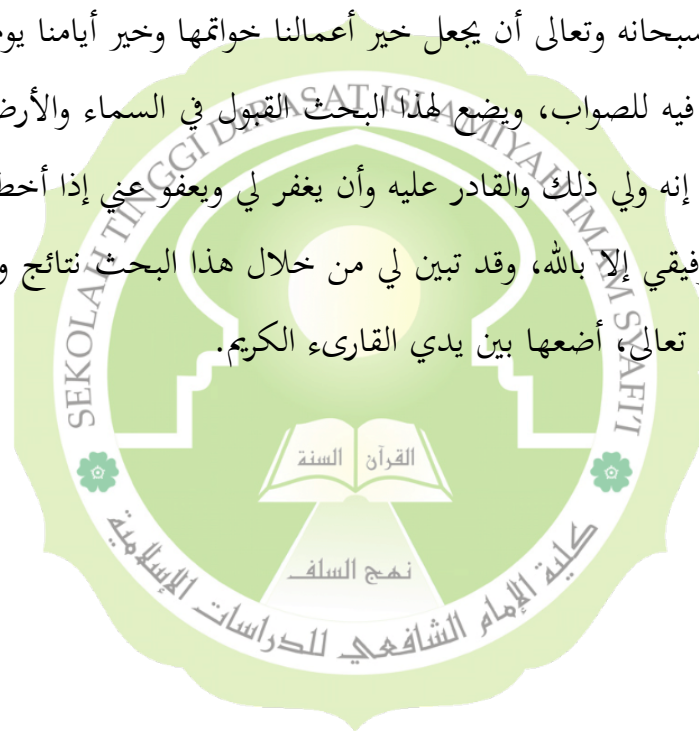 سبحانه وتعالى أن يجعل خير أعمالنا خواتمها وخير أيامنا يو
فيه للصواب، ويضع لهذا البحث القبول في السماء والأرض
إنه ولي ذلك والقادر عليه وأن يغفر لي ويعفو عني إذا أخط
فيقي إلا بالله، وقد تبين لي من خلال هذا البحث نتائج و
تعالى، أضعها بين يدي القارىء الكريم.
SEKOLAH TINGGI DIRASAT ISLAMIYAH IMAM SYAFI'I
القرآن السنة
نهج السلف
كلية الإمام الشافعي للدراسات الإسلامية